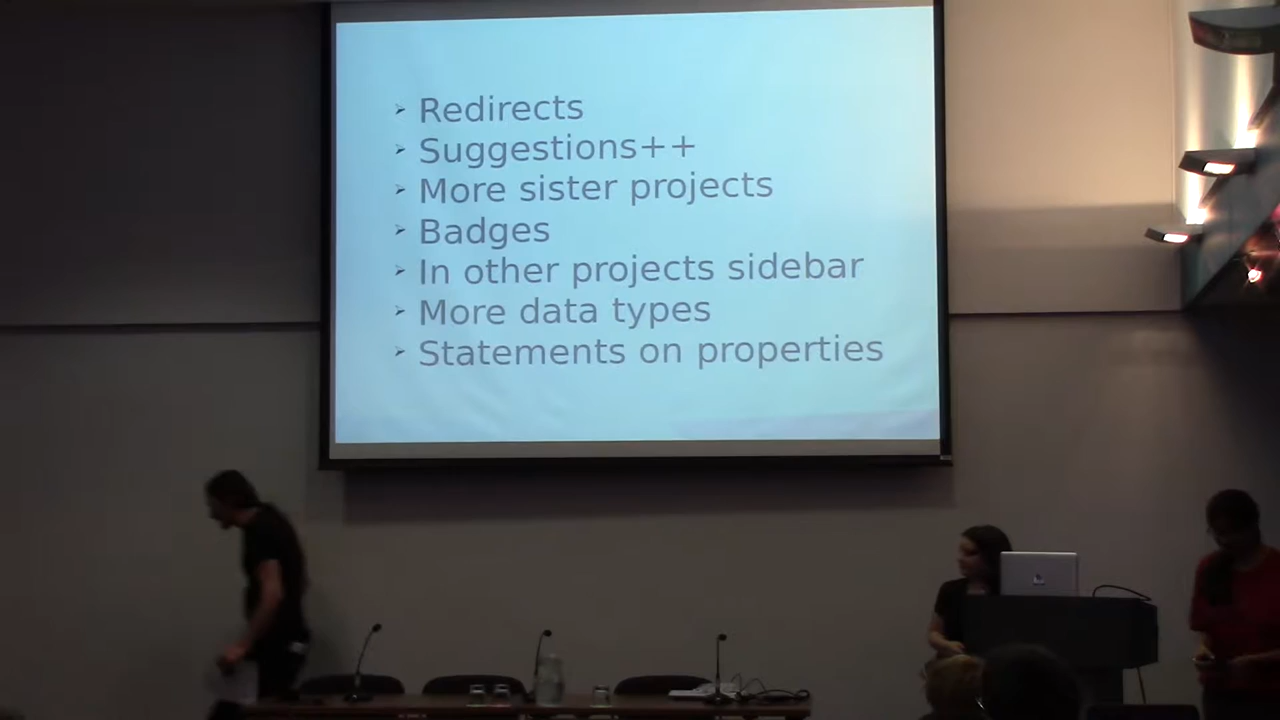 Redirects
Suggestions++
More sister projects
Badges
In other projects sidebar
More data types
Statements on properties